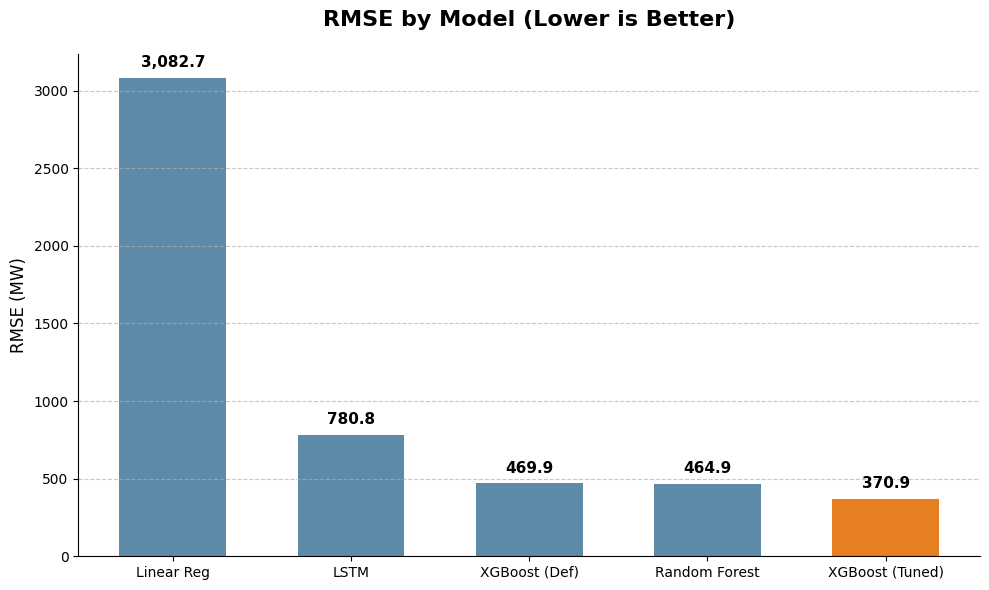 RMSE by Model (Lower is Better)
3,082.7
3000
2500
2000
RMSE (MW)
1500
1000
780.8
469.9
464.9
500
370.9
0
Linear Reg
LSTM
XGBoost (Def)
Random Forest
XGBoost (Tuned)